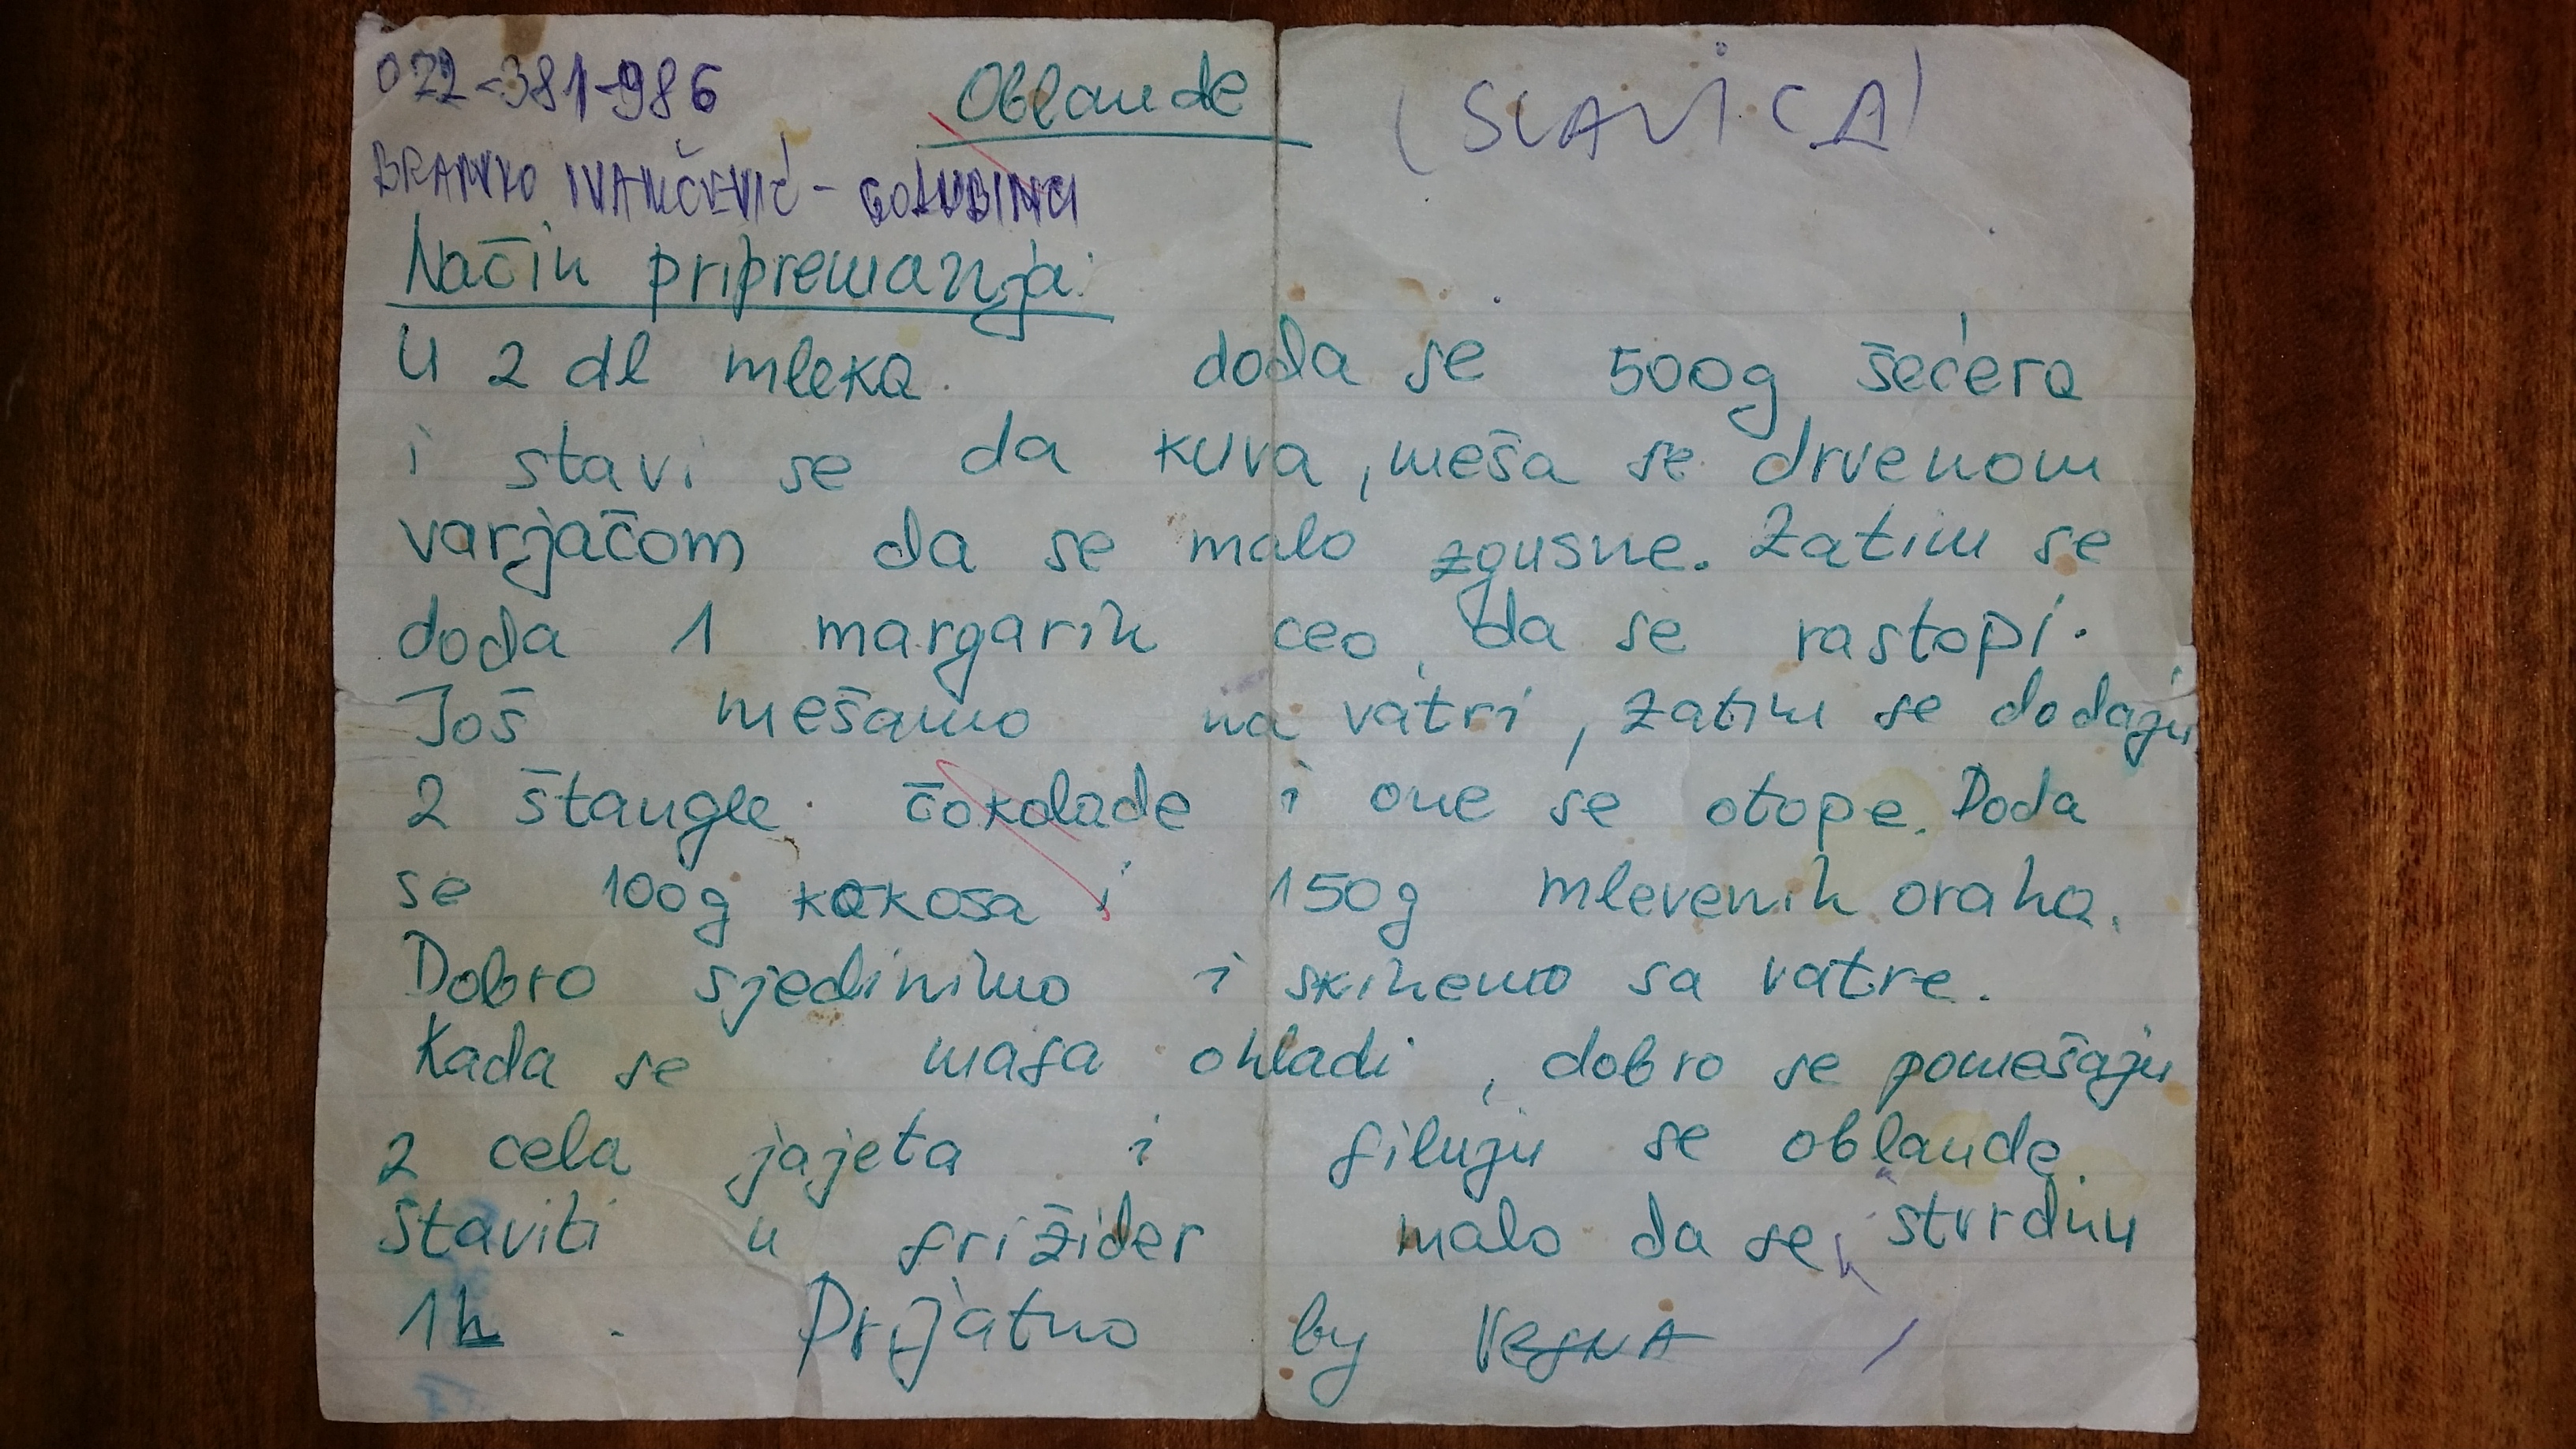 022-381-986
Oblande (SLAVICA)
BRANKO IVANČEVIĆ - GOLUBINCI
Način pripremanja:
U 2 dl mleka doda se 500g šećera
i stavi se da kuva, meša se drvenom
varjačom da se malo zgusne. Zatim se
doda 1 margarin ceo da se rastopi.
Još mešamo na vatri, zatim se dodaju
2 štangle čokolade i one se otope. Doda
se 100g kokosa i 150g mlevenih oraha.
Dobro sjedinimo i skinemo sa vatre.
Kada se masa ohladi, dobro se pomešaju
2 cela jajeta i filuju se oblande
Staviti u frižider malo da se stvrdnu
1h. Prijatno by Vesna